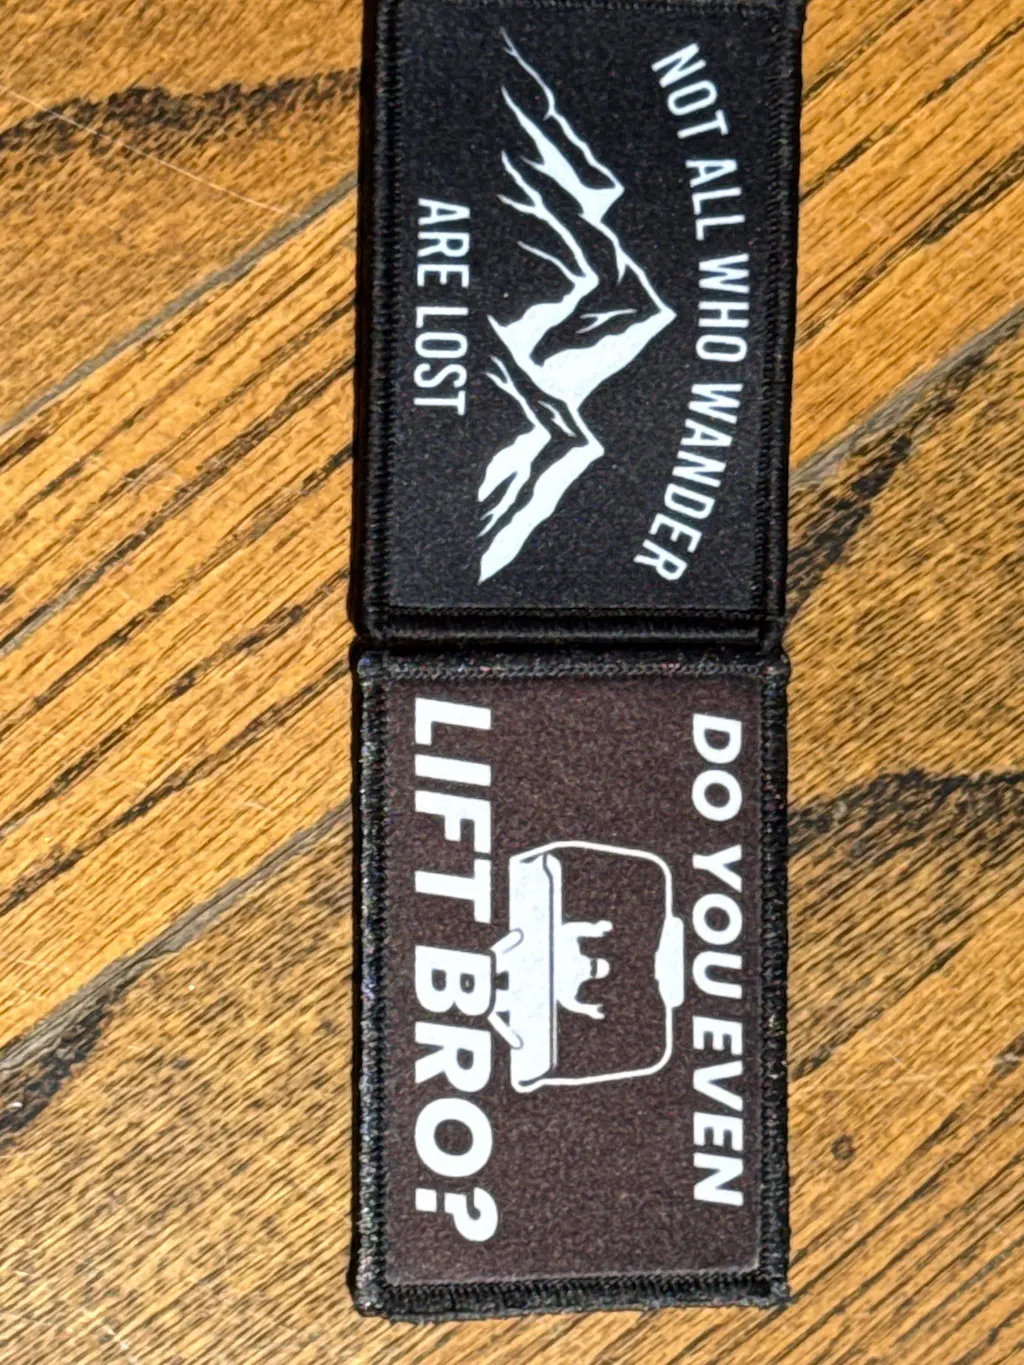 NOT ALL WHO WANDER
ARE LOST
DO YOU EVEN
LIFT BRO?